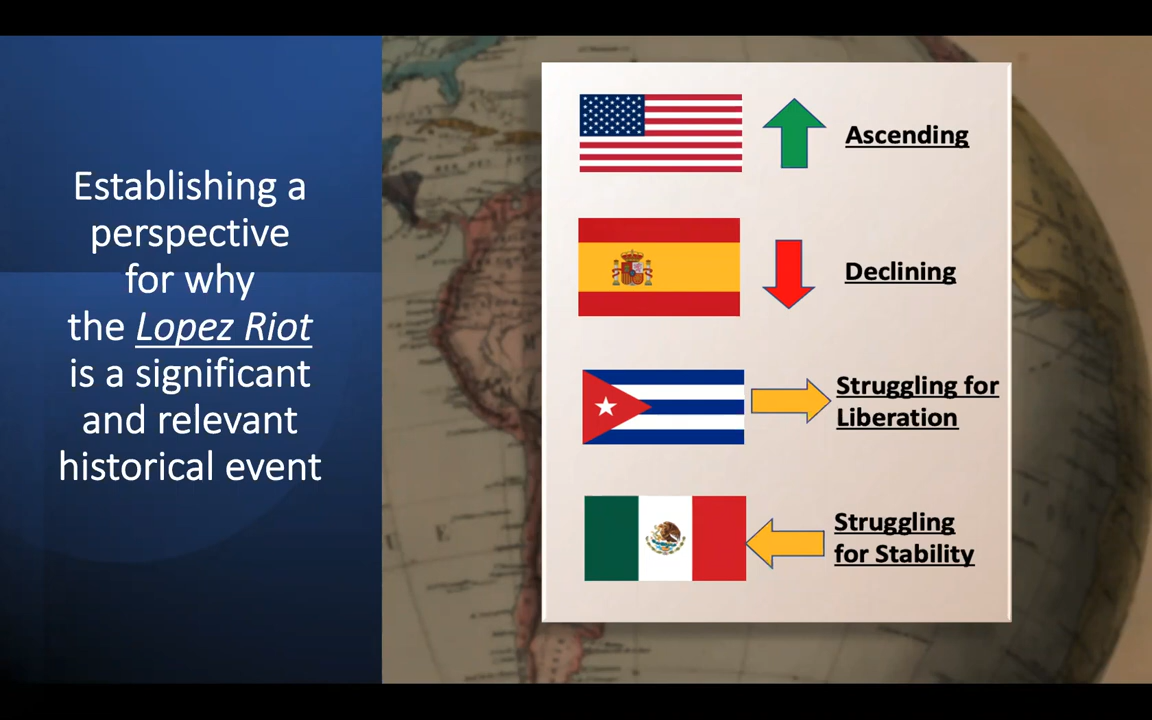 Establishing a
perspective
for why
the Lopez Riot
is a significant
and relevant
historical event
Ascending
Declining
Struggling for
Liberation
Struggling
for Stability